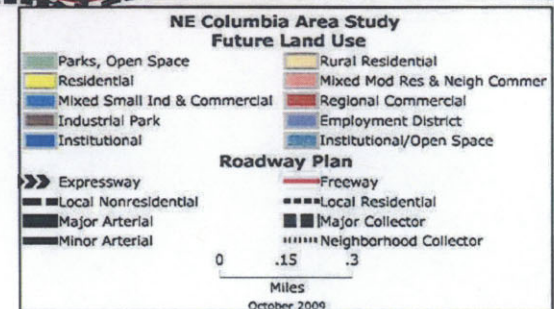 NE Columbia Area Study
Future Land Use
Parks, Open Space
Residential
Mixed Small Ind & Commercial
Industrial Park
Institutional
Rural Residential
Mixed Mod Res & Neigh Commer
Regional Commercial
Employment District
Institutional/Open Space
Roadway Plan
Expressway
Local Nonresidential
Major Arterial
Minor Arterial
Freeway
Local Residential
Major Collector
Neighborhood Collector
0 .15 .3
Miles
October 2009